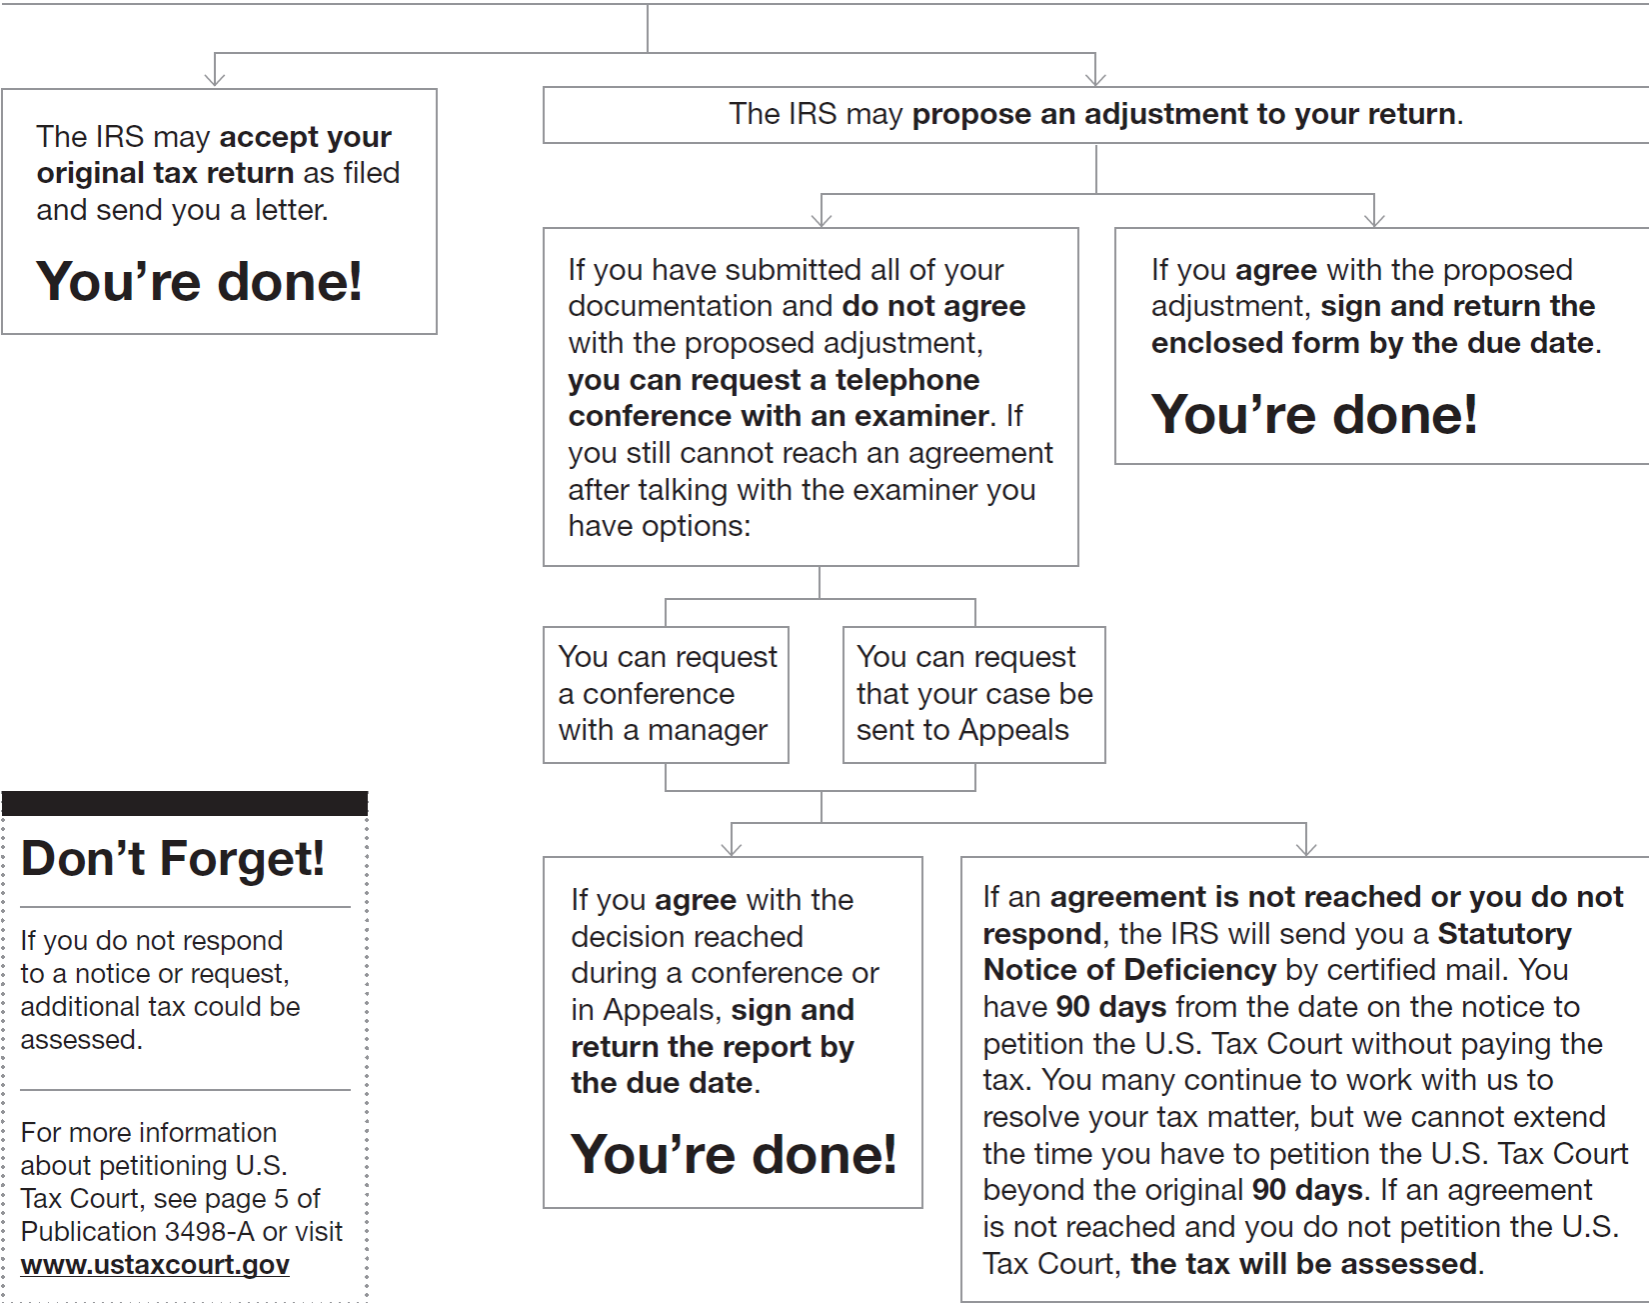 The IRS may accept your
original tax return as filed
and send you a letter.
You’re done!
The IRS may propose an adjustment to your return.
If you have submitted all of your
documentation and do not agree
with the proposed adjustment,
you can request a telephone
conference with an examiner. If
you still cannot reach an agreement
after talking with the examiner you
have options:
If you agree with the proposed
adjustment, sign and return the
enclosed form by the due date.
You’re done!
You can request
a conference
with a manager
You can request
that your case be
sent to Appeals
If you agree with the
decision reached
during a conference or
in Appeals, sign and
return the report by
the due date.
You’re done!
If an agreement is not reached or you do not
respond, the IRS will send you a Statutory
Notice of Deficiency by certified mail. You
have 90 days from the date on the notice to
petition the U.S. Tax Court without paying the
tax. You many continue to work with us to
resolve your tax matter, but we cannot extend
the time you have to petition the U.S. Tax Court
beyond the original 90 days. If an agreement
is not reached and you do not petition the U.S.
Tax Court, the tax will be assessed.
Don’t Forget!
If you do not respond
to a notice or request,
additional tax could be
assessed.
For more information
about petitioning U.S.
Tax Court, see page 5 of
Publication 3498-A or visit
www.ustaxcourt.gov